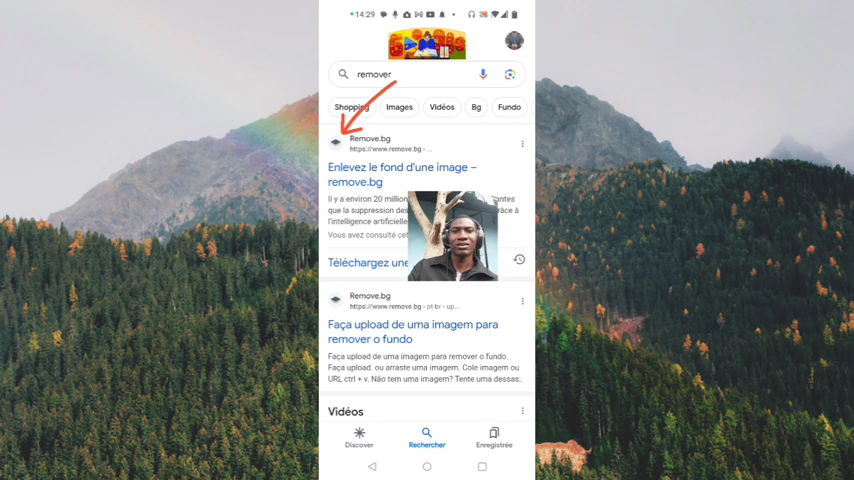 14:29
remover
Shopping Images Vidéos Bg Fundo
Remove.bg
https://www.remove.bg › ...
Enlevez le fond d'une image –
remove.bg
Il y a environ 20 million
que la suppression des
l'intelligence artificielle
Vous avez consulté cet
Téléchargez une
Remove.bg
https://www.remove.bg › pt-br › up...
Faça upload de uma imagem para
remover o fundo
Faça upload de uma imagem para remover o fundo.
Faça upload. ou arraste uma imagem. Cole imagem ou
URL ctrl + v. Não tem uma imagem? Tente uma dessas:.
Vidéos
Discover Rechercher Enregistrée